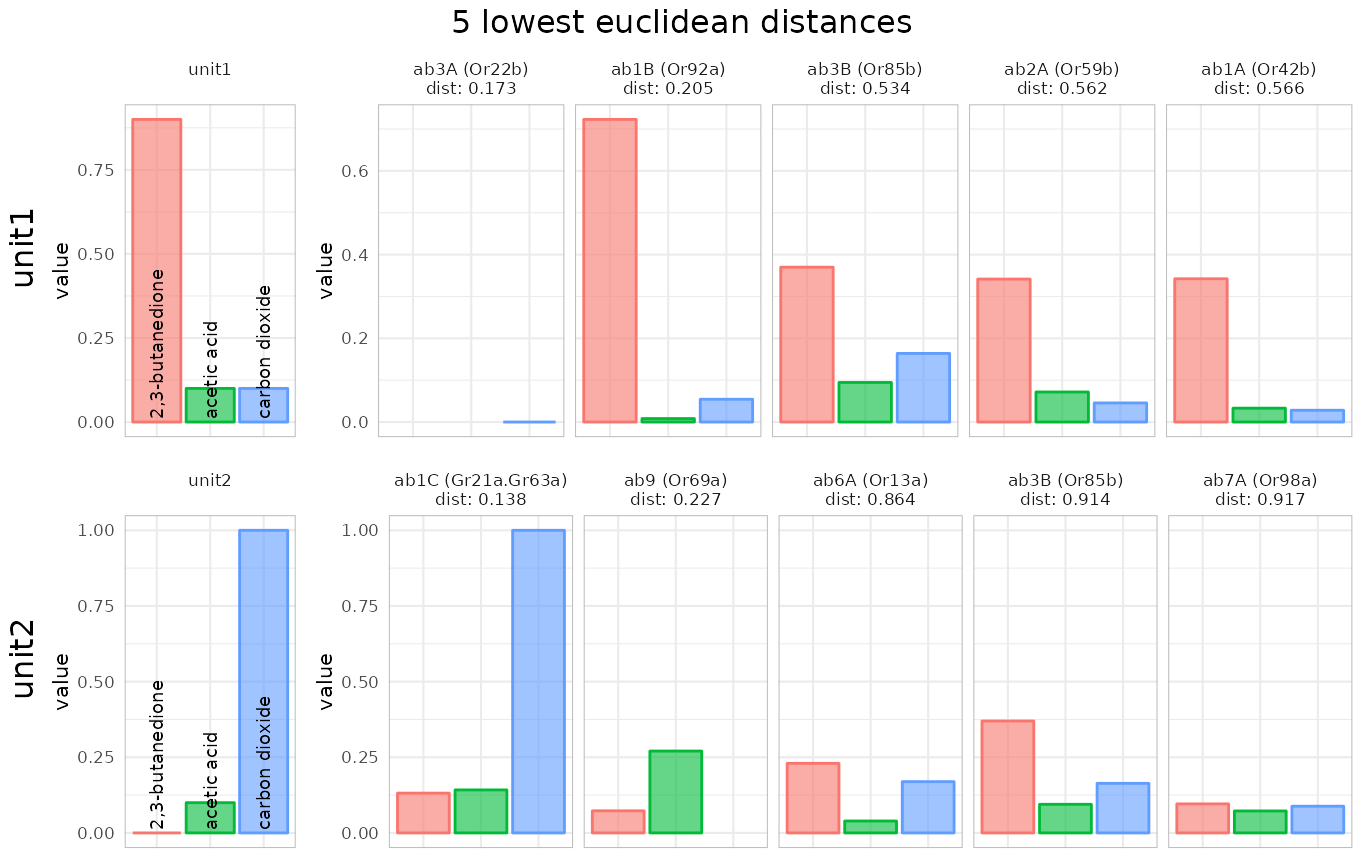 5 lowest euclidean distances
unit1
unit1
value
0.75
0.50
0.25
0.00
2,3-butanedione
acetic acid
carbon dioxide
value
0.6
0.4
0.2
0.0
ab3A (Or22b)
dist: 0.173
ab1B (Or92a)
dist: 0.205
ab3B (Or85b)
dist: 0.534
ab2A (Or59b)
dist: 0.562
ab1A (Or42b)
dist: 0.566
unit2
unit2
value
1.00
0.75
0.50
0.25
0.00
2,3-butanedione
acetic acid
carbon dioxide
value
1.00
0.75
0.50
0.25
0.00
ab1C (Gr21a.Gr63a)
dist: 0.138
ab9 (Or69a)
dist: 0.227
ab6A (Or13a)
dist: 0.864
ab3B (Or85b)
dist: 0.914
ab7A (Or98a)
dist: 0.917